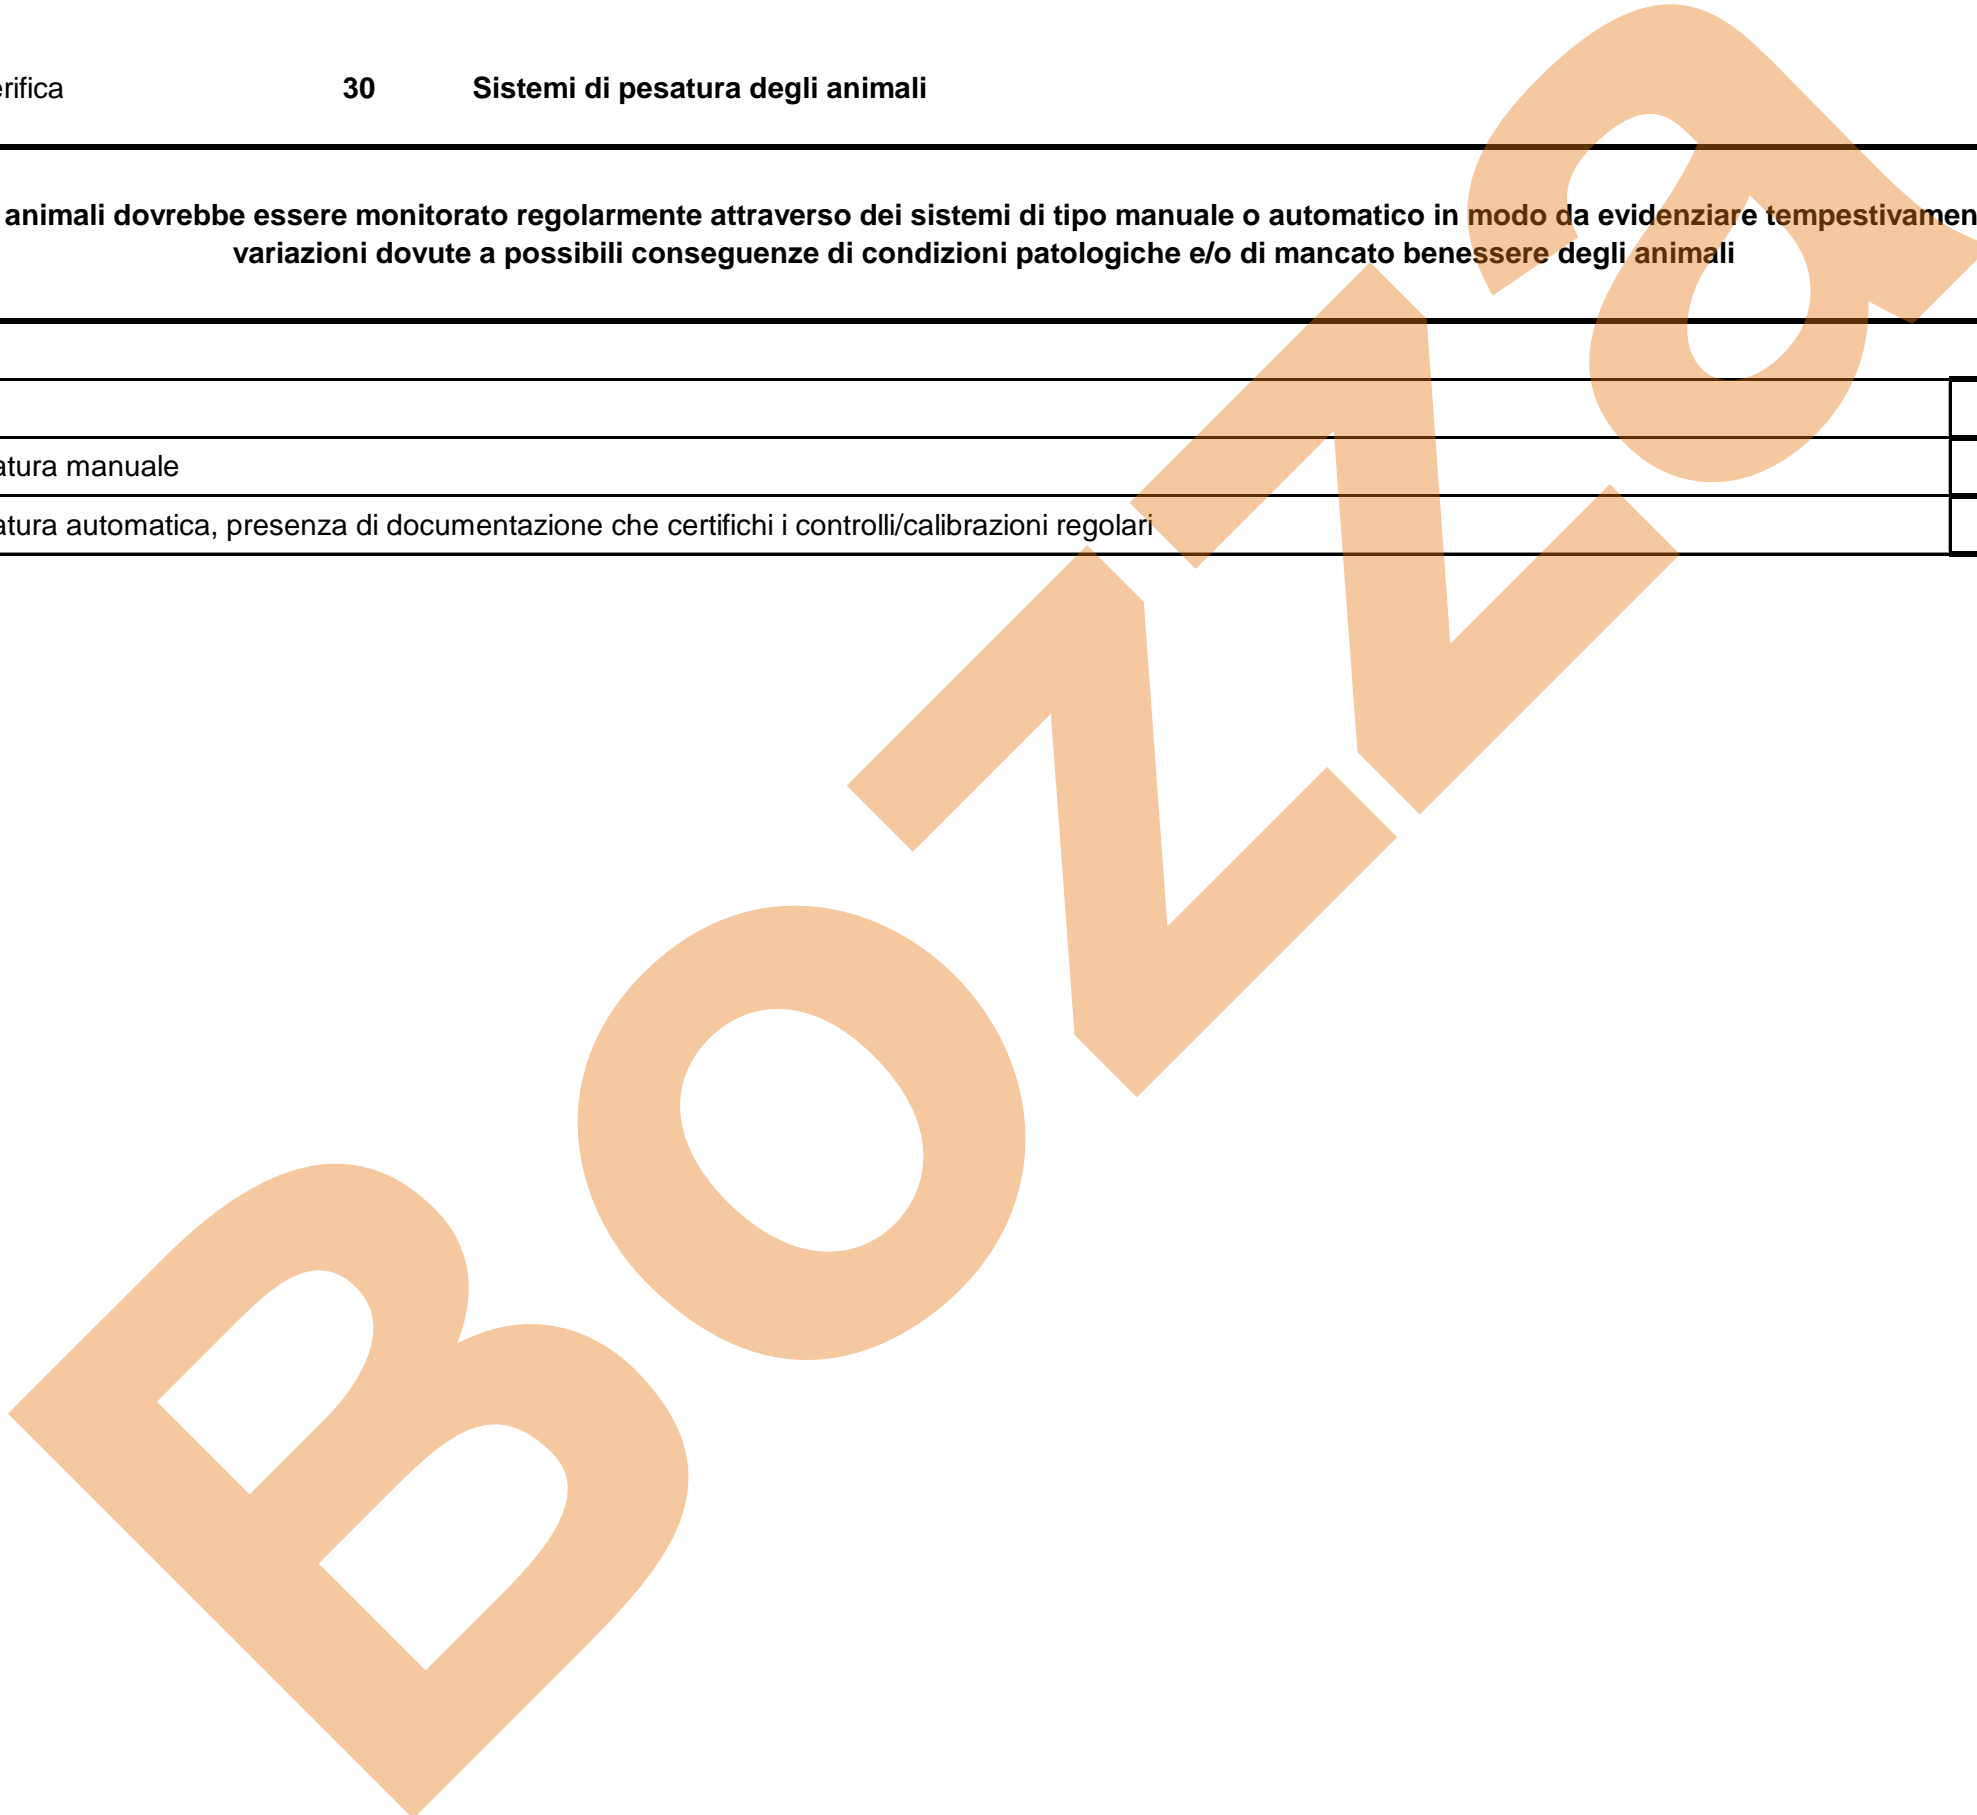 erifica 30 Sistemi di pesatura degli animali
animali dovrebbe essere monitorato regolarmente attraverso dei sistemi di tipo manuale o automatico in modo da evidenziare tempestivamen
variazioni dovute a possibili conseguenze di condizioni patologiche e/o di mancato benessere degli animali
atura manuale
atura automatica, presenza di documentazione che certifichi i controlli/calibrazioni regolari
Bozza